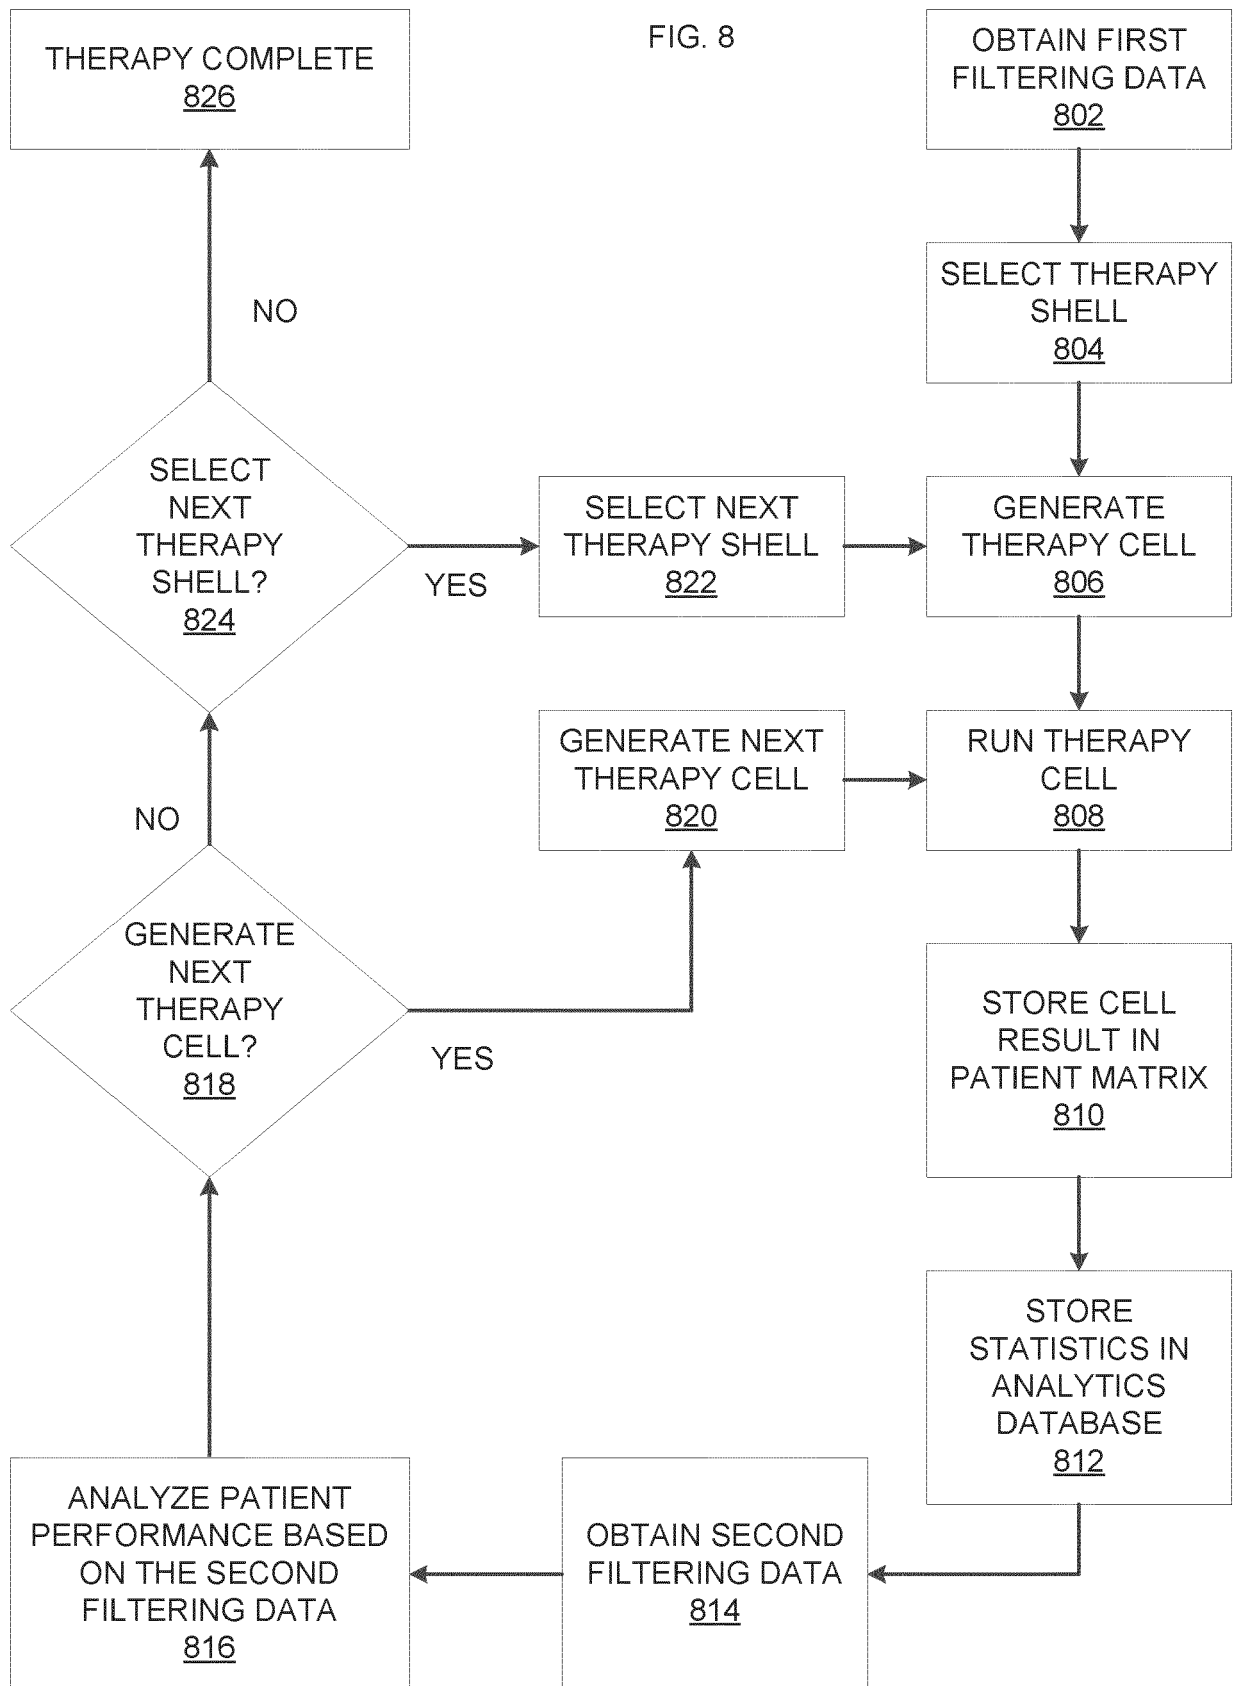 FIG. 8
THERAPY COMPLETE
826
OBTAIN FIRST
FILTERING DATA
802
SELECT THERAPY
SHELL
804
NO
SELECT
NEXT
THERAPY
SHELL?
824
YES
SELECT NEXT
THERAPY SHELL
822
GENERATE
THERAPY CELL
806
NO
GENERATE NEXT
THERAPY CELL
820
RUN THERAPY
CELL
808
GENERATE
NEXT
THERAPY
CELL?
818
YES
STORE CELL
RESULT IN
PATIENT MATRIX
810
STORE
STATISTICS IN
ANALYTICS
DATABASE
812
ANALYZE PATIENT
PERFORMANCE BASED
ON THE SECOND
FILTERING DATA
816
OBTAIN SECOND
FILTERING DATA
814